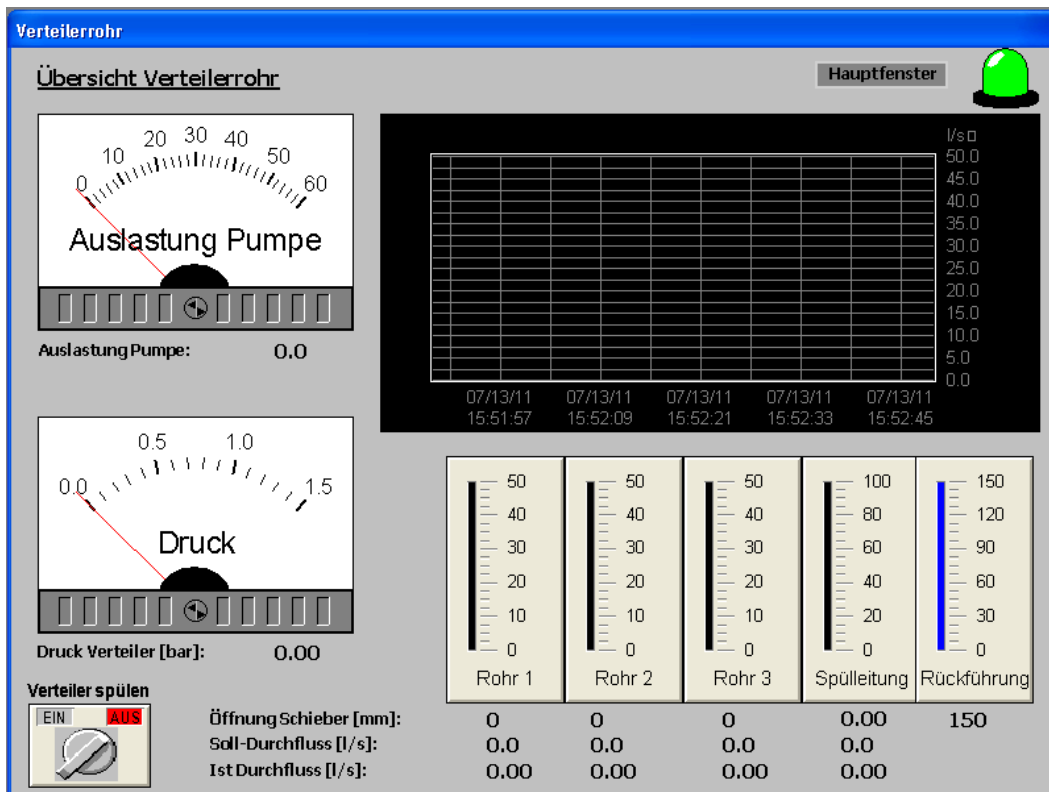 Verteilerrohr
Übersicht Verteilerrohr
Hauptfenster
0 10 20 30 40 50 60
Auslastung Pumpe
Auslastung Pumpe: 0.0
l/s
50.0
45.0
40.0
35.0
30.0
25.0
20.0
15.0
10.0
5.0
0.0
07/13/11 07/13/11 07/13/11 07/13/11 07/13/11
15:51:57 15:52:09 15:52:21 15:52:33 15:52:45
0.0 0.5 1.0 1.5
Druck
Druck Verteiler [bar]: 0.00
50 50 50 100 150
40 40 40 80 120
30 30 30 60 90
20 20 20 40 60
10 10 10 20 30
0 0 0 0 0
Rohr 1 Rohr 2 Rohr 3 Spülleitung Rückführung
Verteiler spülen
EIN AUS
Öffnung Schieber [mm]: 0 0 0 0.00 150
Soll-Durchfluss [l/s]: 0.0 0.0 0.0 0.0
Ist Durchfluss [l/s]: 0.00 0.00 0.00 0.00